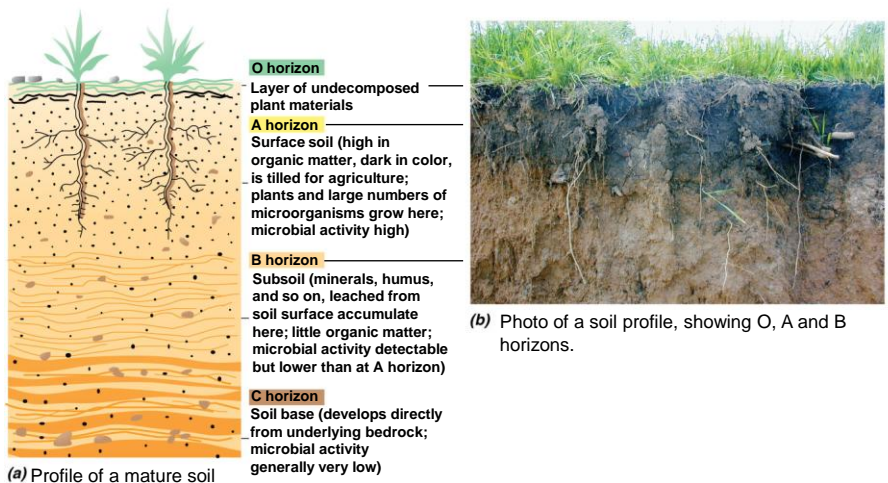 O horizon
Layer of undecomposed
plant materials
A horizon
Surface soil (high in
organic matter, dark in color,
is tilled for agriculture;
plants and large numbers of
microorganisms grow here;
microbial activity high)
B horizon
Subsoil (minerals, humus,
and so on, leached from
soil surface accumulate
here; little organic matter;
microbial activity detectable
but lower than at A horizon)
C horizon
Soil base (develops directly
from underlying bedrock;
microbial activity
generally very low)
(a) Profile of a mature soil
(b) Photo of a soil profile, showing O, A and B
horizons.